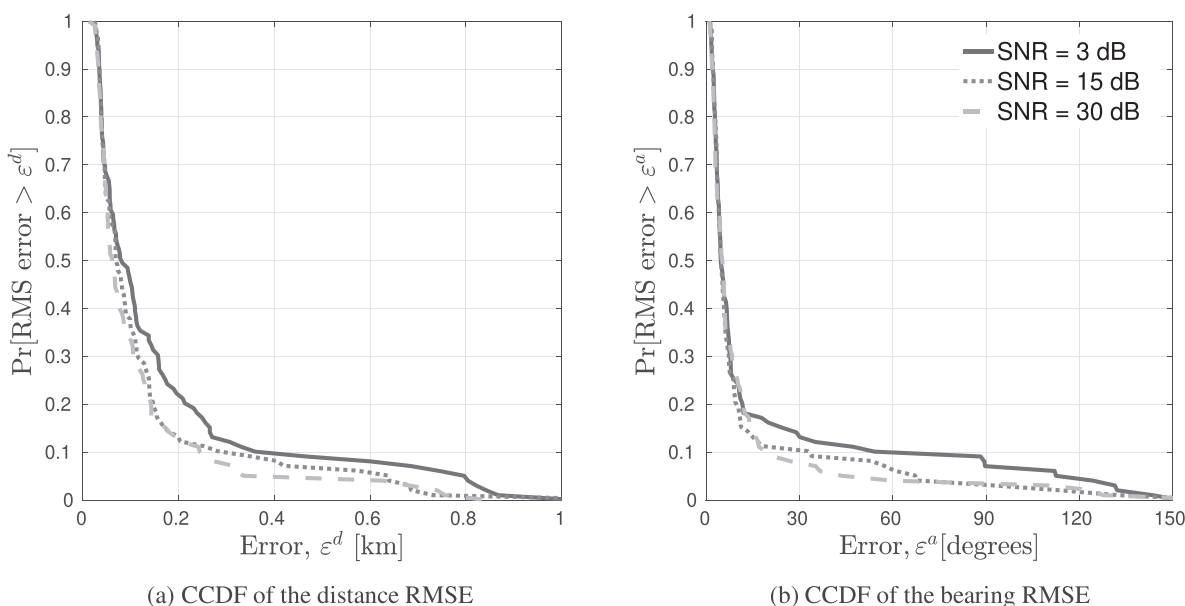 1
0.9
0.8
0.7
0.6
0.5
0.4
0.3
0.2
0.1
0
Pr[RMS error > ε^d]
0 0.2 0.4 0.6 0.8 1
Error, ε^d [km]
(a) CCDF of the distance RMSE
1
0.9
0.8
0.7
0.6
0.5
0.4
0.3
0.2
0.1
0
Pr[RMS error > ε^a]
SNR = 3 dB
SNR = 15 dB
SNR = 30 dB
0 30 60 90 120 150
Error, ε^a[degrees]
(b) CCDF of the bearing RMSE